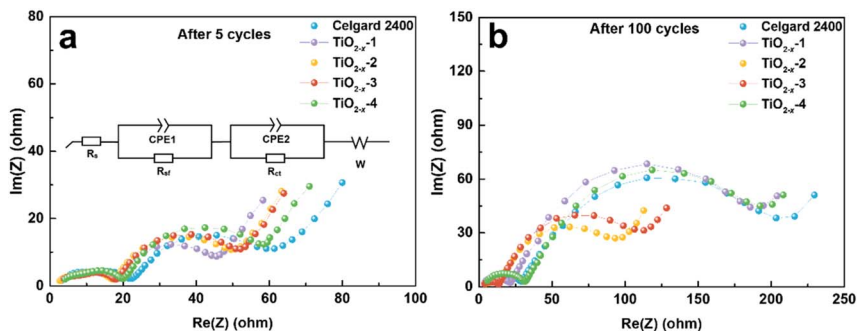 a
After 5 cycles
Celgard 2400
TiO2-x-1
TiO2-x-2
TiO2-x-3
TiO2-x-4
CPE1
CPE2
Rs
Rsf
Rct
W
Im(Z) (ohm)
80
60
40
20
0
0 20 40 60 80
Re(Z) (ohm)
b
After 100 cycles
Celgard 2400
TiO2-x-1
TiO2-x-2
TiO2-x-3
TiO2-x-4
Im(Z) (ohm)
150
120
90
60
30
0
0 50 100 150 200 250
Re(Z) (ohm)